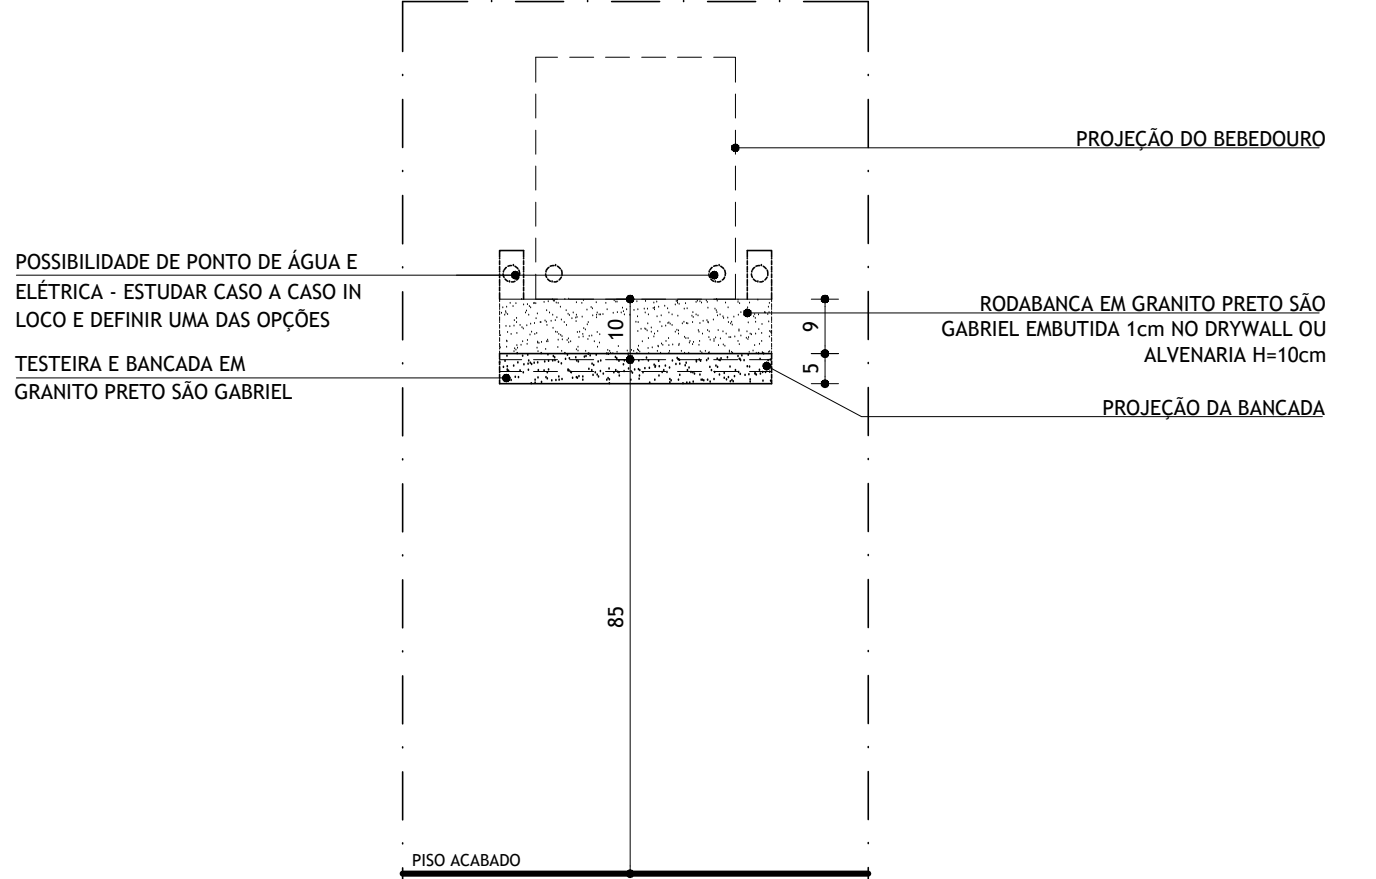 PROJEÇÃO DO BEBEDOURO
POSSIBILIDADE DE PONTO DE ÁGUA E
ELÉTRICA - ESTUDAR CASO A CASO IN
LOCO E DEFINIR UMA DAS OPÇÕES
TESTEIRA E BANCADA EM
GRANITO PRETO SÃO GABRIEL
10
9
5
RODABANCA EM GRANITO PRETO SÃO
GABRIEL EMBUTIDA 1cm NO DRYWALL OU
ALVENARIA H=10cm
PROJEÇÃO DA BANCADA
85
PISO ACABADO